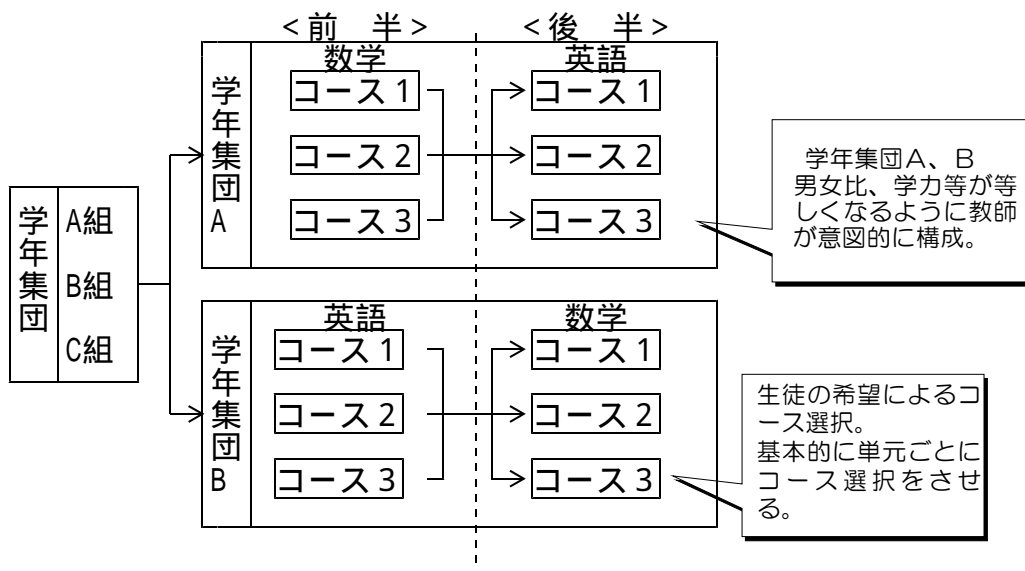 <前　半>
<後　半>
学年集団
A組
B組
C組
学年集団A
数学
コース1
コース2
コース3
英語
コース1
コース2
コース3
学年集団A、B
男女比、学力等が等
しくなるように教師
が意図的に構成。
学年集団B
英語
コース1
コース2
コース3
数学
コース1
コース2
コース3
生徒の希望によるコ
ース選択。
基本的に単元ごとに
コース選択をさせ
る。